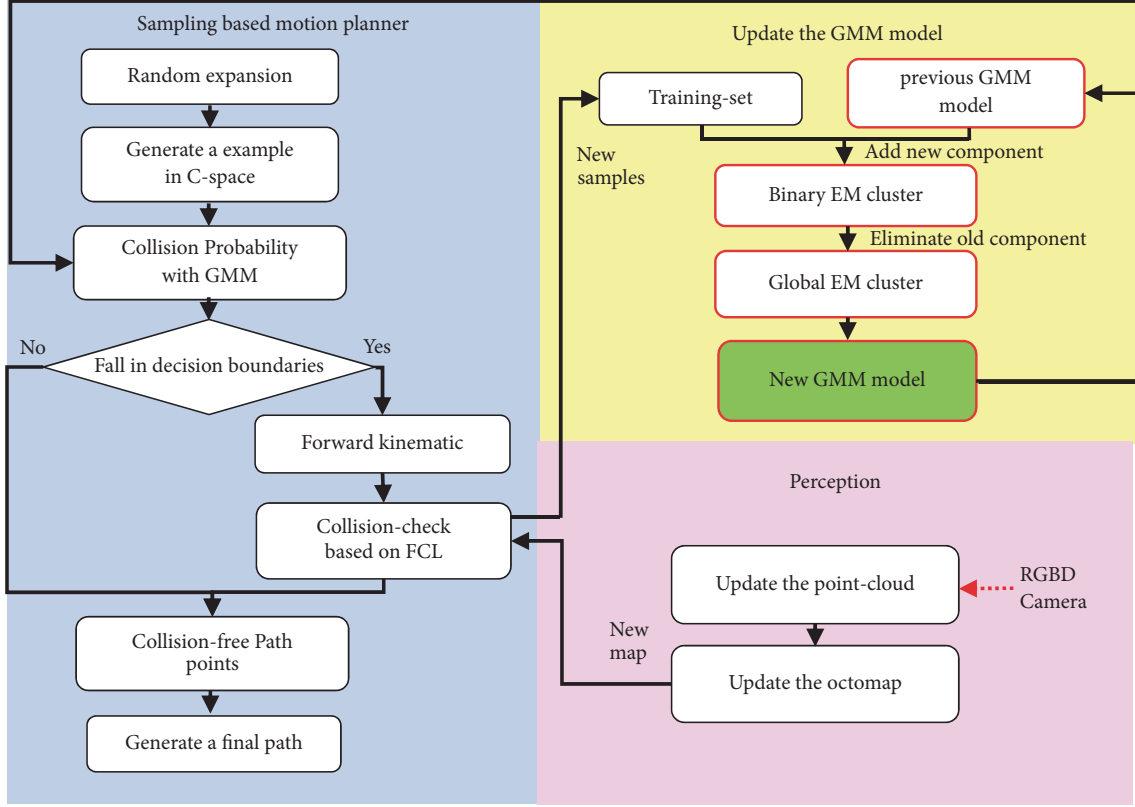 Sampling based motion planner
Random expansion
Generate a example
in C-space
Collision Probability
with GMM
No
Yes
Fall in decision boundaries
Forward kinematic
Collision-check
based on FCL
Collision-free Path
points
Generate a final path
Update the GMM model
Training-set
previous GMM
model
New
samples
Add new component
Binary EM cluster
Eliminate old component
Global EM cluster
New GMM model
Perception
Update the point-cloud
RGBD
Camera
New
map
Update the octomap